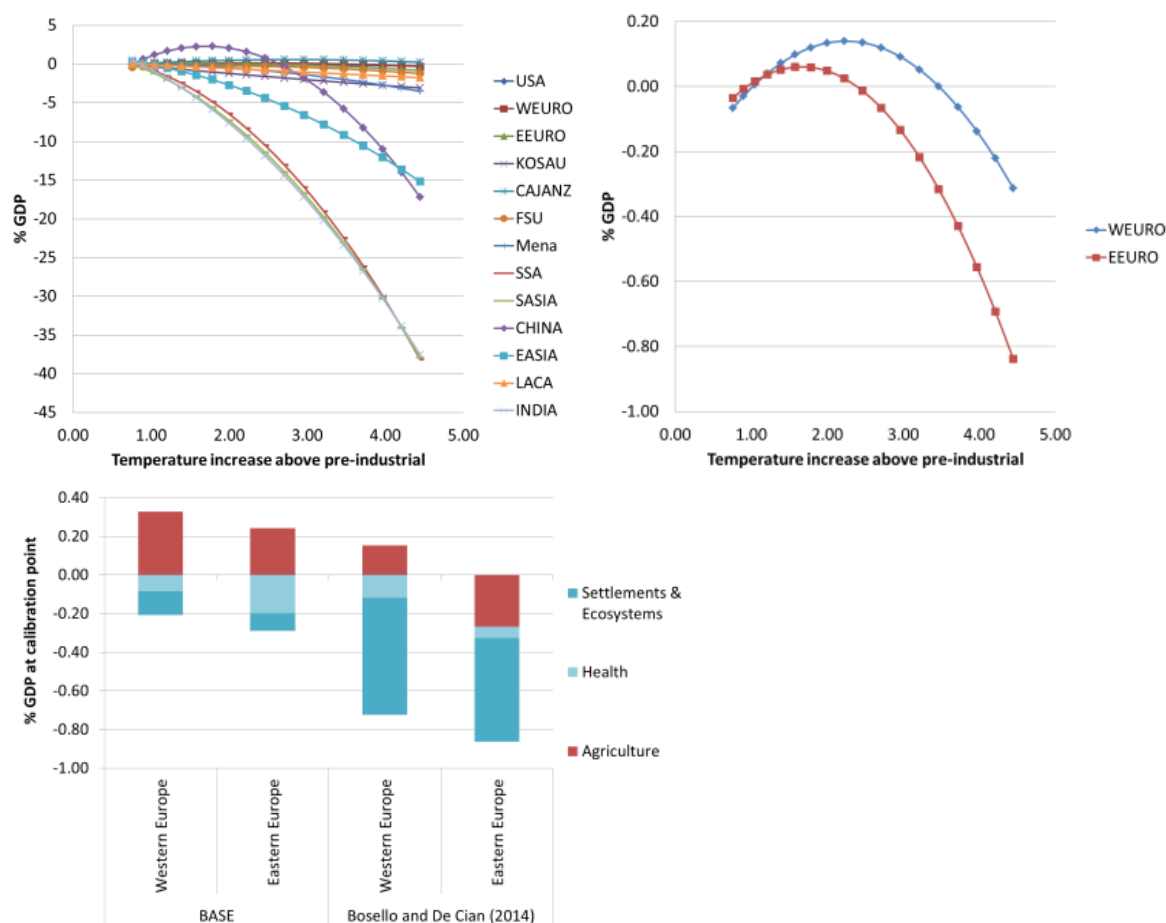 5
0
-5
-10
-15
-20
-25
-30
-35
-40
-45
% GDP
0.00 1.00 2.00 3.00 4.00 5.00
Temperature increase above pre-industrial
USA
WEURO
EEURO
KOSAU
CAJANZ
FSU
Mena
SSA
SASIA
CHINA
EASIA
LACA
INDIA
0.20
0.00
-0.20
-0.40
-0.60
-0.80
-1.00
% GDP
0.00 1.00 2.00 3.00 4.00 5.00
Temperature increase above pre-industrial
WEURO
EEURO
0.40
0.20
0.00
-0.20
-0.40
-0.60
-0.80
-1.00
% GDP at calibration point
Western Europe
Eastern Europe
Western Europe
Eastern Europe
BASE
Bosello and De Cian (2014)
Settlements &
Ecosystems
Health
Agriculture